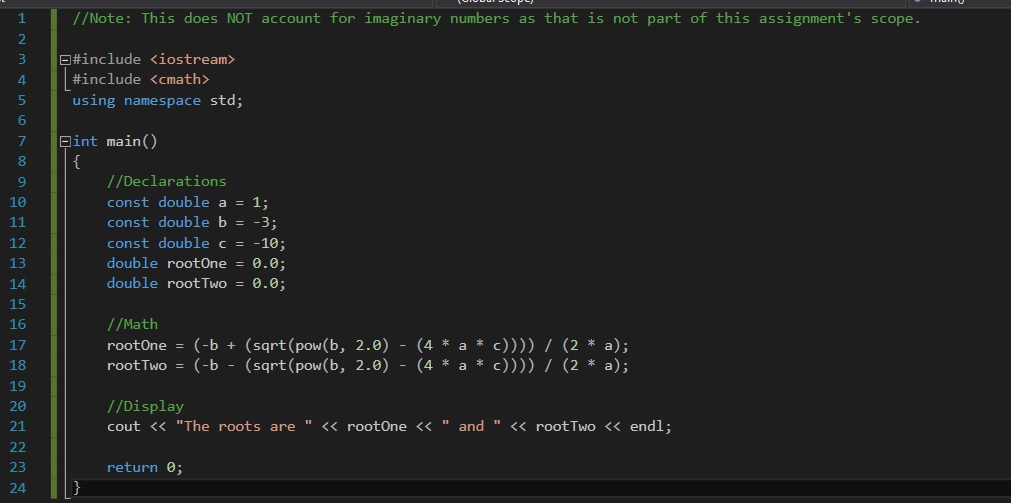 (Global Scope)
main()
1 //Note: This does NOT account for imaginary numbers as that is not part of this assignment's scope.
2
3 #include <iostream>
4 #include <cmath>
5 using namespace std;
6
7 int main()
8 {
9 //Declarations
10 const double a = 1;
11 const double b = -3;
12 const double c = -10;
13 double rootOne = 0.0;
14 double rootTwo = 0.0;
15
16 //Math
17 rootOne = (-b + (sqrt(pow(b, 2.0) - (4 * a * c)))) / (2 * a);
18 rootTwo = (-b - (sqrt(pow(b, 2.0) - (4 * a * c)))) / (2 * a);
19
20 //Display
21 cout << "The roots are " << rootOne << " and " << rootTwo << endl;
22
23 return 0;
24 }